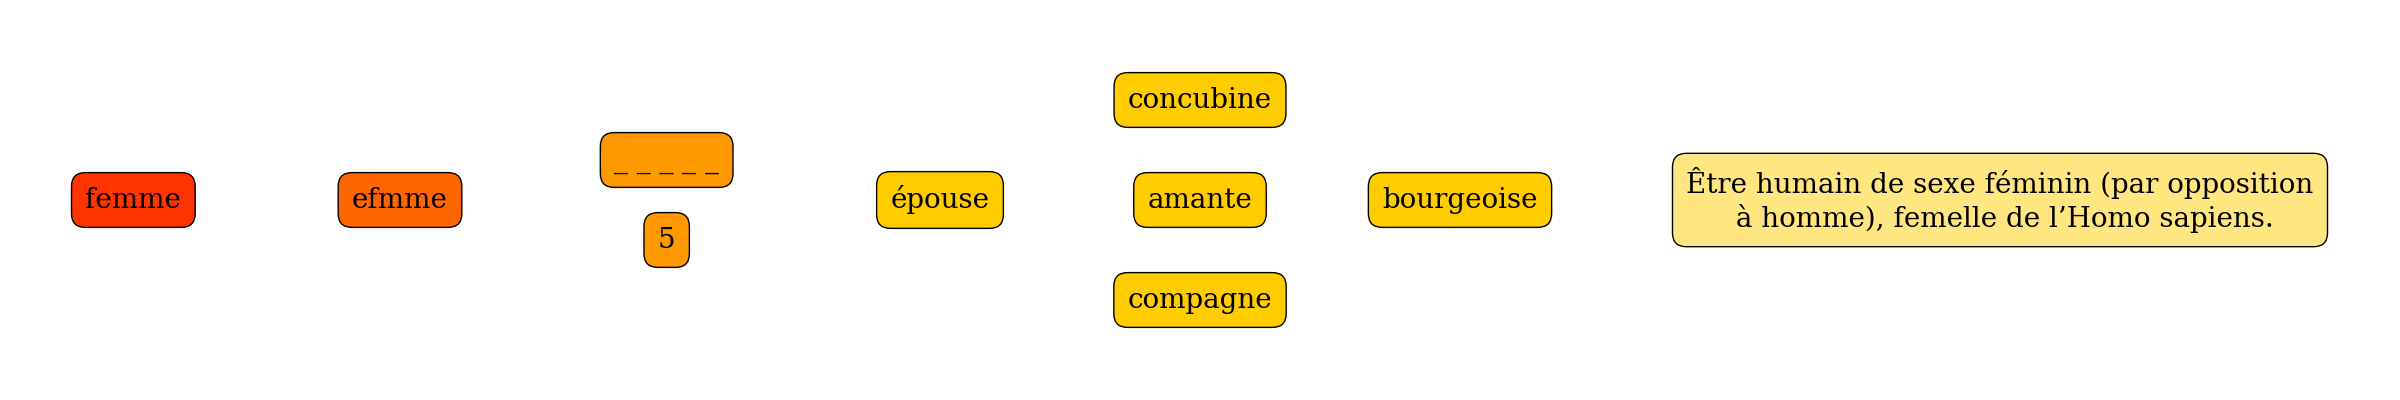 femme
efmme
_ _ _ _ _
5
épouse
concubine
amante
compagne
bourgeoise
Être humain de sexe féminin (par opposition
à homme), femelle de l’Homo sapiens.